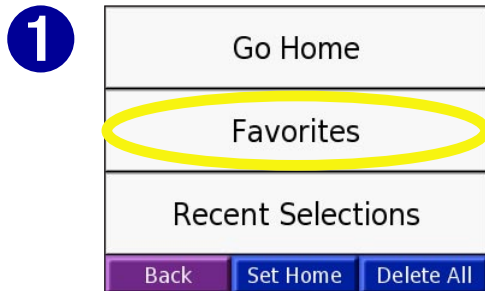 1
Go Home
Favorites
Recent Selections
Back Set Home Delete All